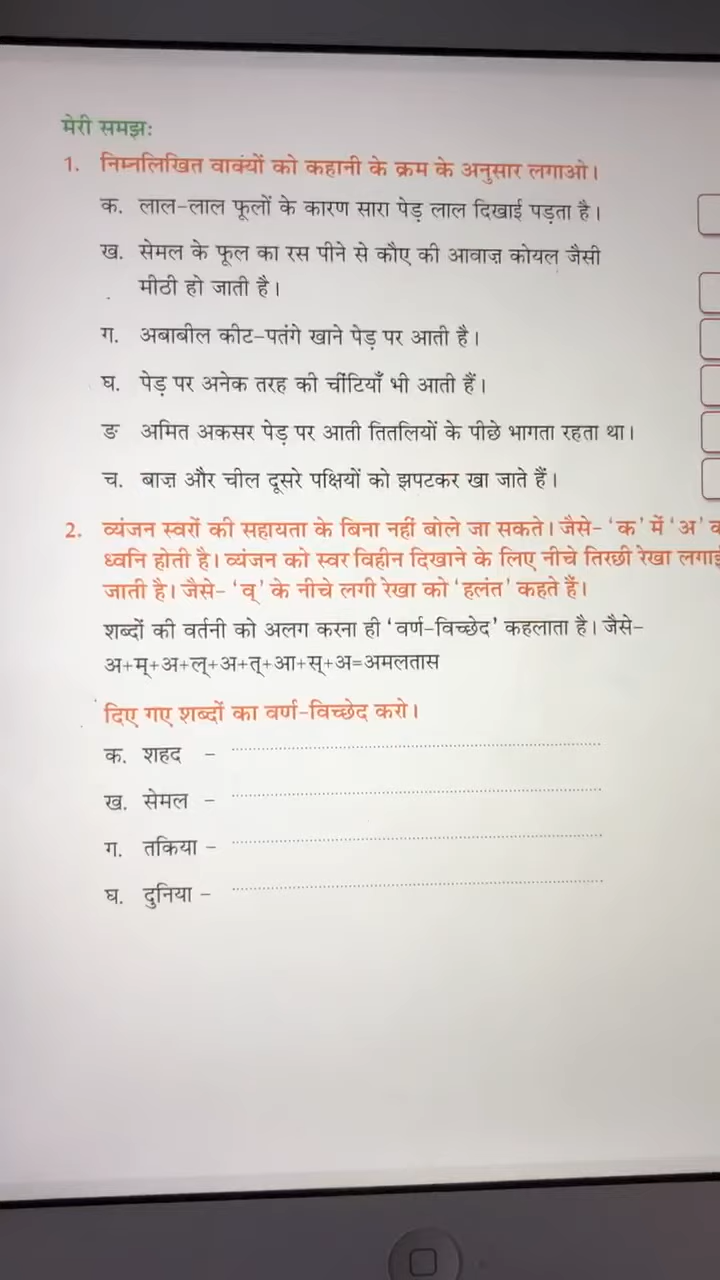 मेरी समझः
1. निम्नलिखित वाक्यों को कहानी के क्रम के अनुसार लगाओ।
क. लाल-लाल फूलों के कारण सारा पेड़ लाल दिखाई पड़ता है।
ख. सेमल के फूल का रस पीने से कौए की आवाज़ कोयल जैसी
मीठी हो जाती है।
ग. अबाबील कीट-पतंगे खाने पेड़ पर आती है।
घ. पेड़ पर अनेक तरह की चींटियाँ भी आती हैं।
ङ अमित अकसर पेड़ पर आती तितलियों के पीछे भागता रहता था।
च. बाज़ और चील दूसरे पक्षियों को झपटकर खा जाते हैं।
2. व्यंजन स्वरों की सहायता के बिना नहीं बोले जा सकते। जैसे- 'क' में 'अ'
ध्वनि होती है। व्यंजन को स्वर विहीन दिखाने के लिए नीचे तिरछी रेखा
जाती है। जैसे- 'व्' के नीचे लगी रेखा को 'हलंत' कहते हैं।
शब्दों की वर्तनी को अलग करना ही 'वर्ण-विच्छेद' कहलाता है। जैसे-
अ+म्+अ+ल्+अ+त्+आ+स्+अ=अमलतास
दिए गए शब्दों का वर्ण-विच्छेद करो।
क. शहद -
ख. सेमल -
ग. तकिया -
घ. दुनिया -